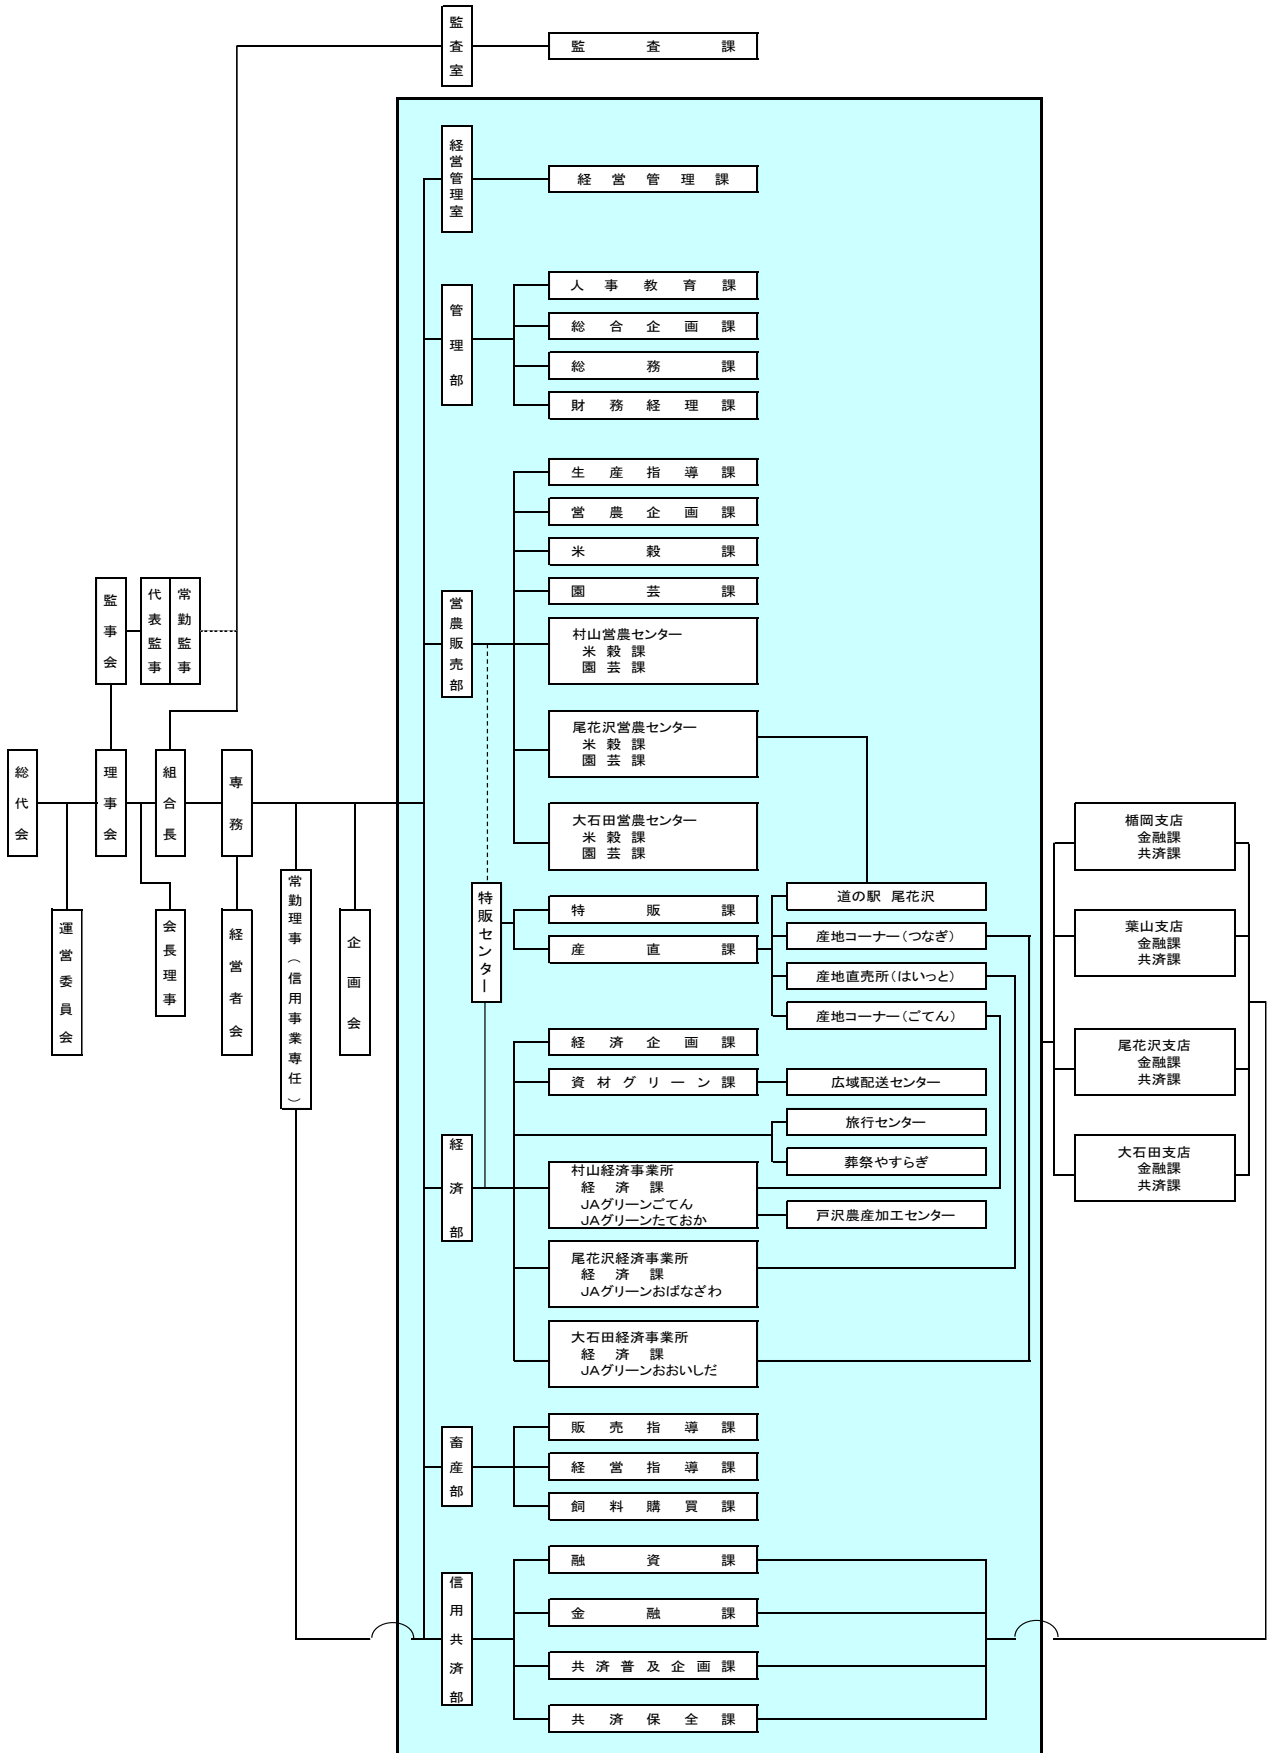 監査室
監査課
経営管理室
経営管理課
管理部
人事教育課
総合企画課
総務課
財務経理課
営農販売部
生産指導課
営農企画課
米穀課
園芸課
村山営農センター
米穀課
園芸課
尾花沢営農センター
米穀課
園芸課
大石田営農センター
米穀課
園芸課
監事会
代表監事
常勤監事
総代会
理事会
組合長
専務
運営委員会
会長理事
経営者会
常勤理事(信用事業専任)
企画会
特販センター
特販課
産直課
道の駅 尾花沢
産地コーナー(つなぎ)
産地直売所(はいっと)
産地コーナー(ごてん)
経済部
経済企画課
資材グリーン課
広域配送センター
旅行センター
葬祭やすらぎ
村山経済事業所
経済課
JAグリーンごてん
JAグリーンたておか
戸沢農産加工センター
尾花沢経済事業所
経済課
JAグリーンおばなざわ
大石田経済事業所
経済課
JAグリーンおおいしだ
畜産部
販売指導課
経営指導課
飼料購買課
信用共済部
融資課
金融課
共済普及企画課
共済保全課
楯岡支店
金融課
共済課
葉山支店
金融課
共済課
尾花沢支店
金融課
共済課
大石田支店
金融課
共済課